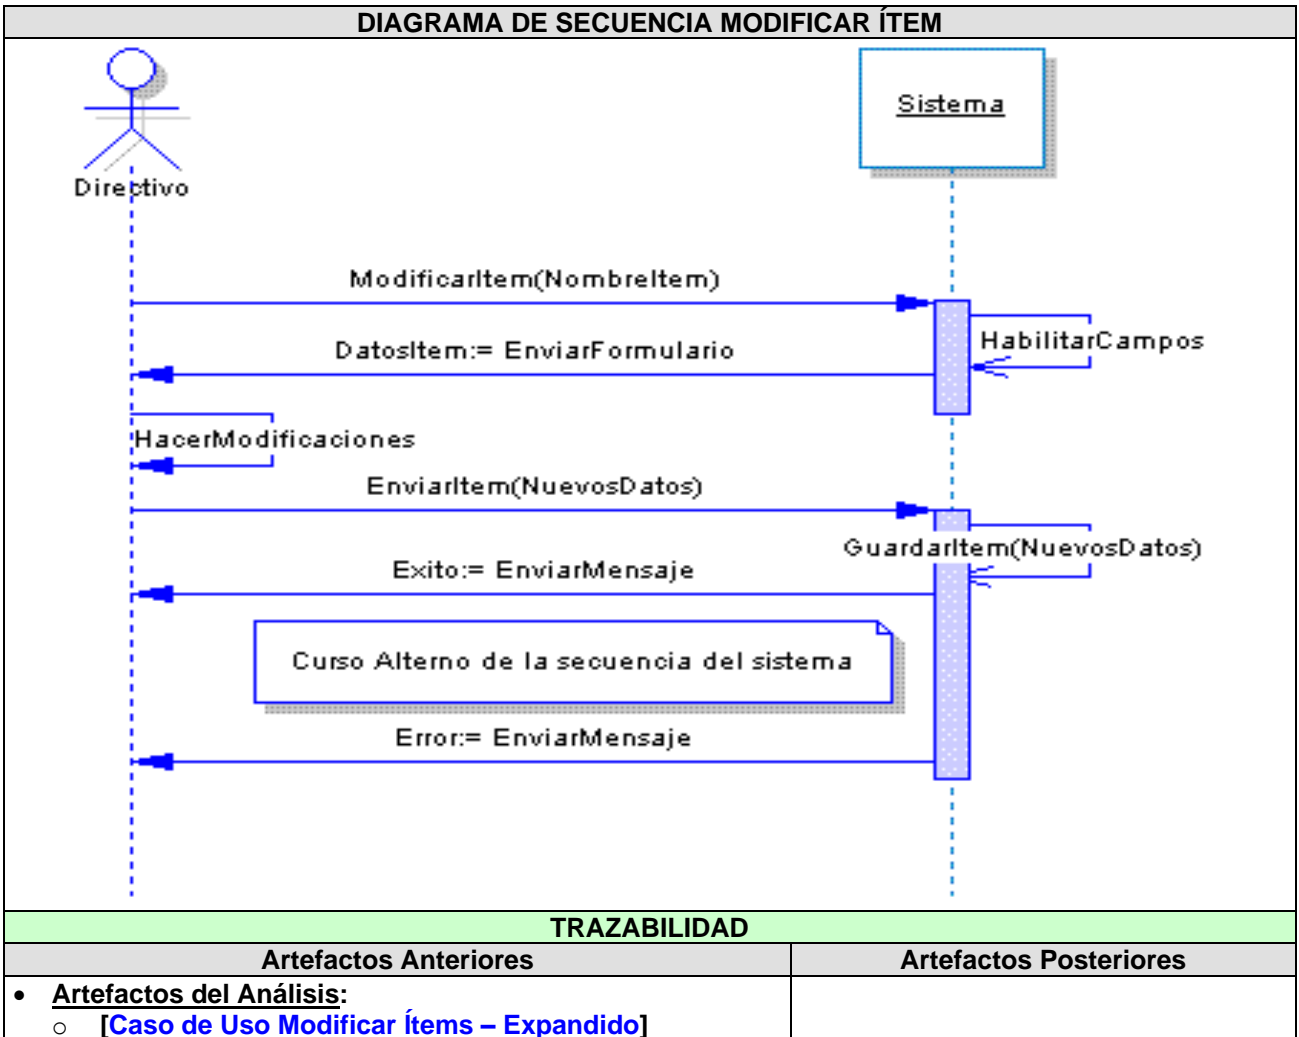 DIAGRAMA DE SECUENCIA MODIFICAR ÍTEM
Sistema
Directivo
ModificarItem(NombreItem)
HabilitarCampos
DatosItem:= EnviarFormulario
HacerModificaciones
EnviarItem(NuevosDatos)
GuardarItem(NuevosDatos)
Exito:= EnviarMensaje
Curso Alterno de la secuencia del sistema
Error:= EnviarMensaje
TRAZABILIDAD
Artefactos Anteriores
Artefactos Posteriores
• Artefactos del Análisis:
○ [Caso de Uso Modificar Ítems – Expandido]